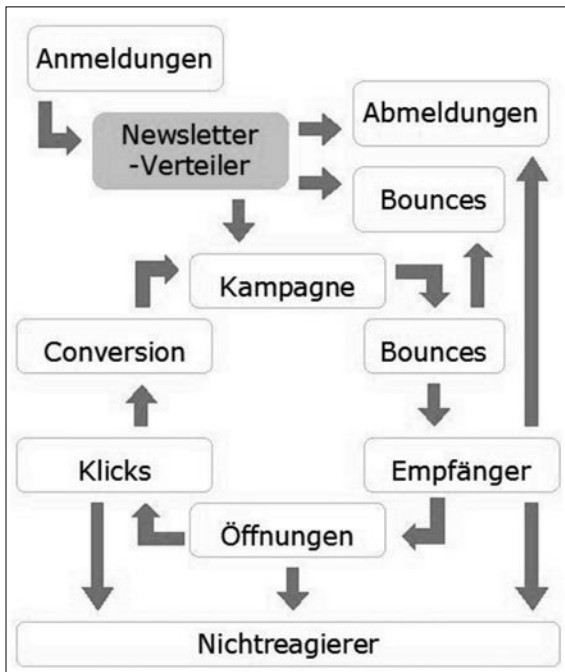 Anmeldungen
Newsletter
-Verteiler
Abmeldungen
Bounces
Kampagne
Conversion
Bounces
Klicks
Empfänger
Öffnungen
Nichtreagierer